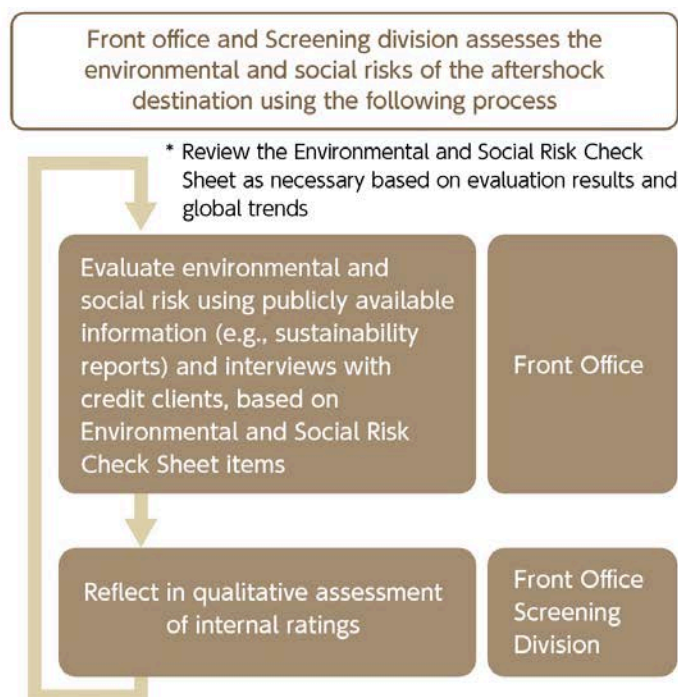 Front office and Screening division assesses the
environmental and social risks of the aftershock
destination using the following process
* Review the Environmental and Social Risk Check
Sheet as necessary based on evaluation results and
global trends
Evaluate environmental and
social risk using publicly available
information (e.g., sustainability
reports) and interviews with
credit clients, based on
Environmental and Social Risk
Check Sheet items
Front Office
Reflect in qualitative assessment
of internal ratings
Front Office
Screening
Division